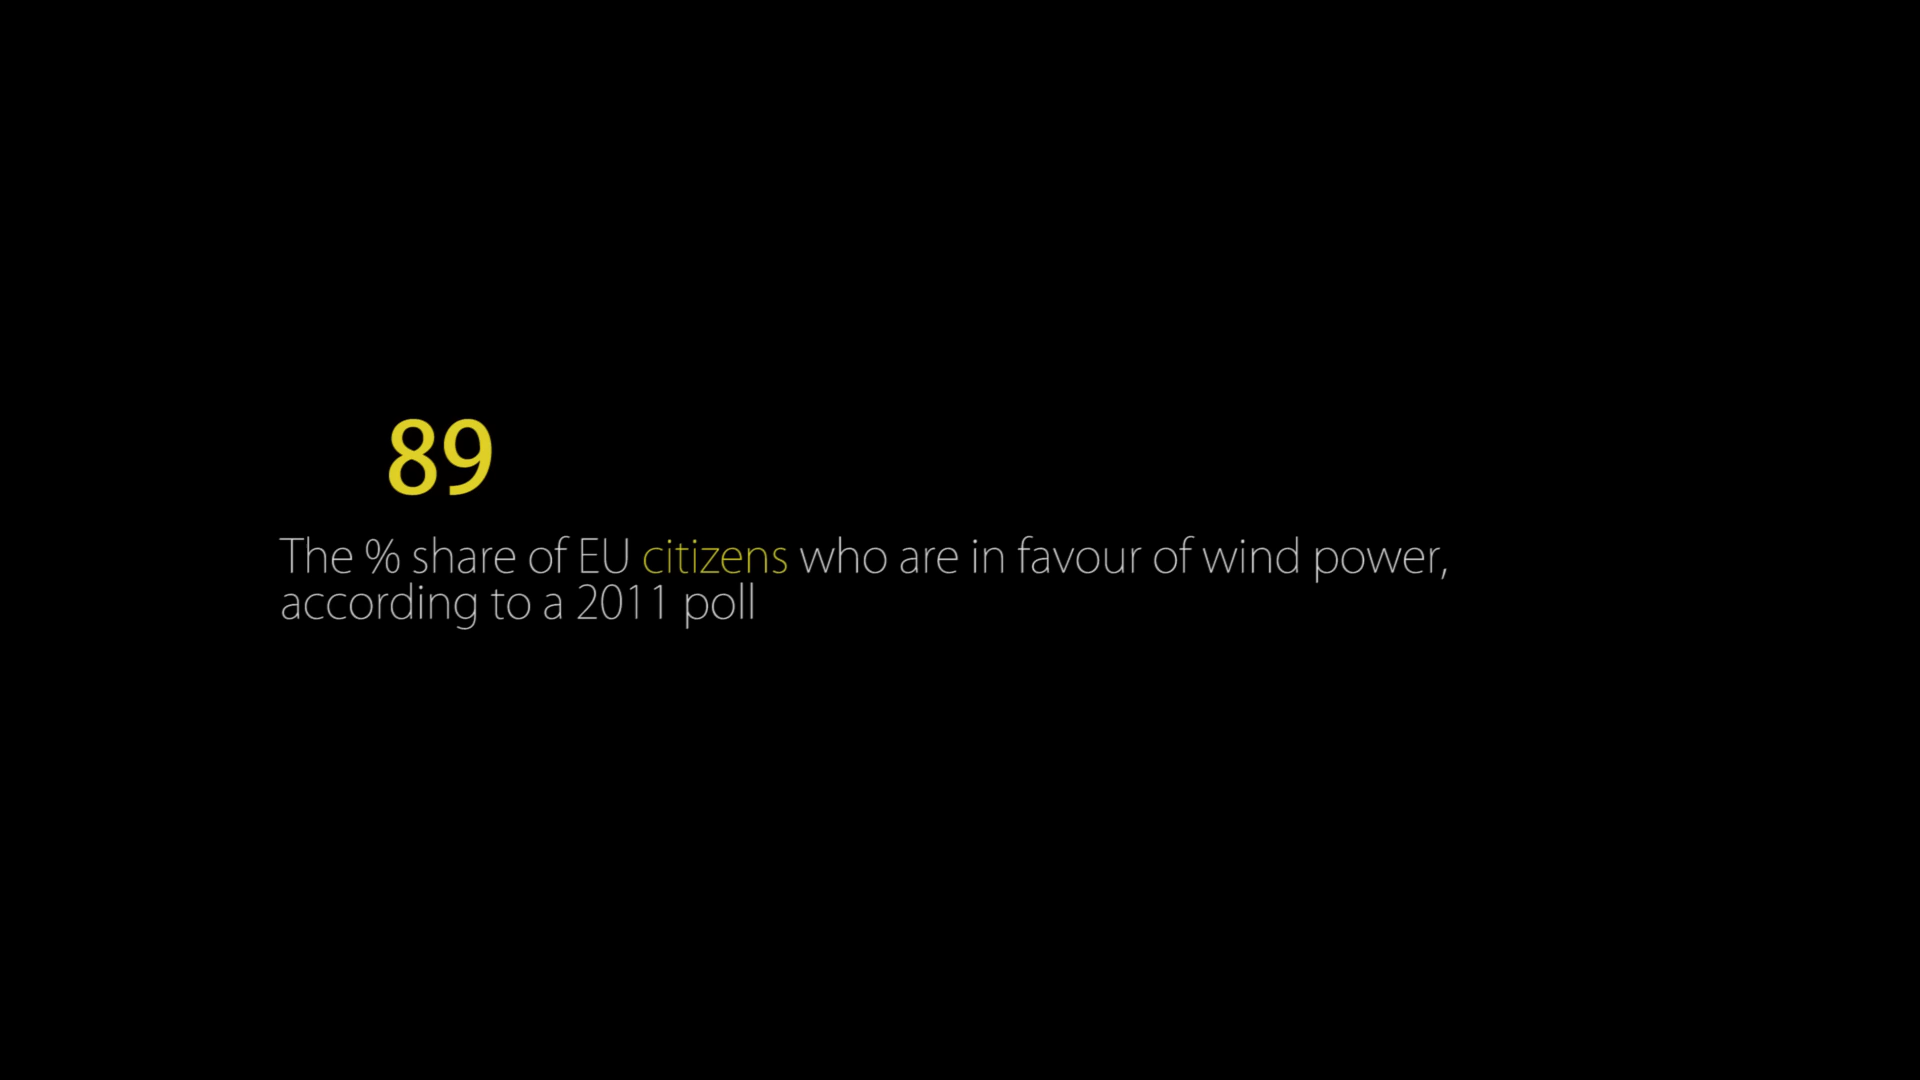 89
The % share of EU citizens who are in favour of wind power,
according to a 2011 poll